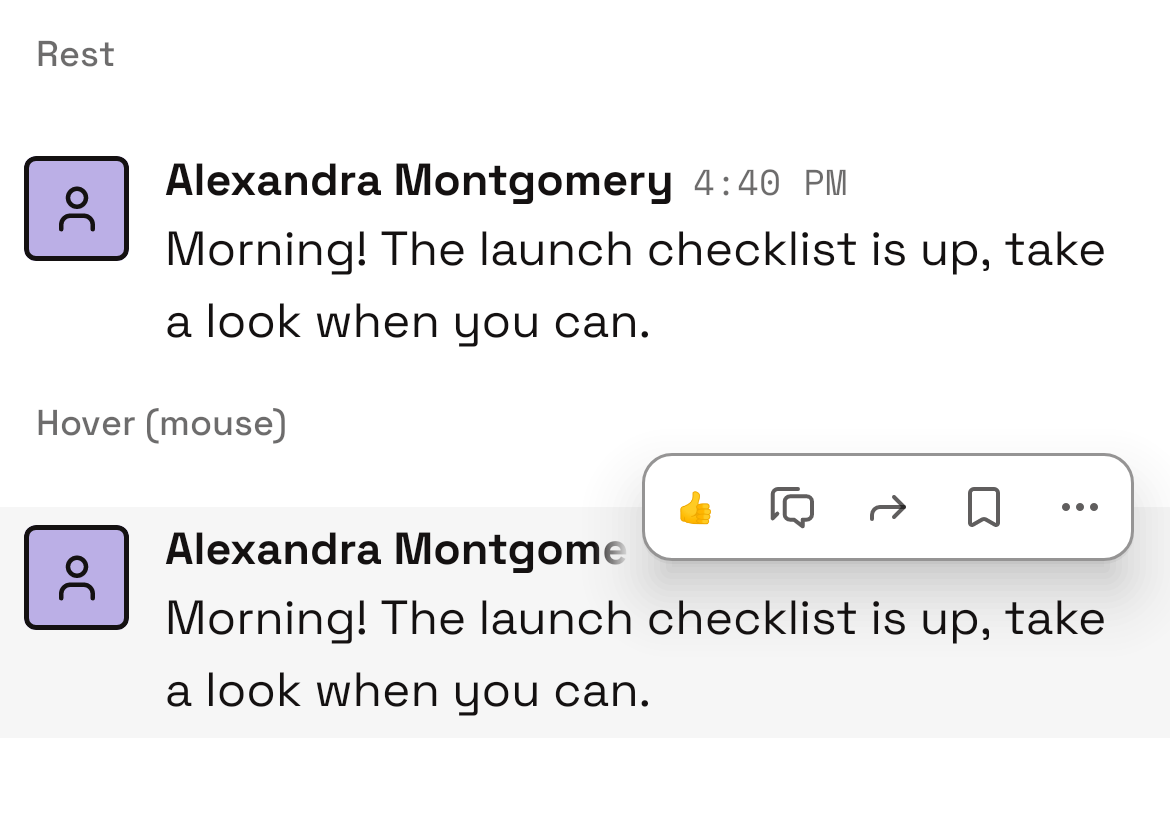 Rest
Alexandra Montgomery 4:40 PM
Morning! The launch checklist is up, take
a look when you can.
Hover (mouse)
Alexandra Montgome
Morning! The launch checklist is up, take
a look when you can.